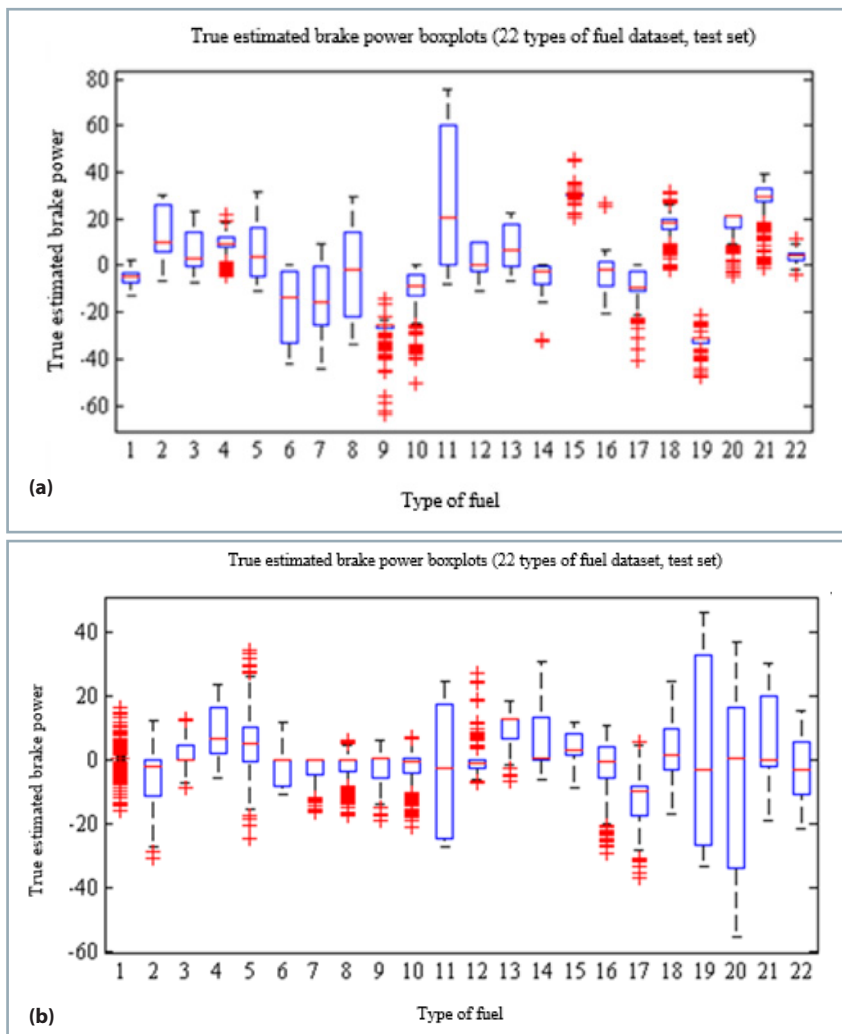 True estimated brake power boxplots (22 types of fuel dataset, test set)
True estimated brake power
80
60
40
20
0
-20
-40
-60
1 2 3 4 5 6 7 8 9 10 11 12 13 14 15 16 17 18 19 20 21 22
(a)
Type of fuel
True estimated brake power boxplots (22 types of fuel dataset, test set)
True estimated brake power
40
20
0
-20
-40
-60
1 2 3 4 5 6 7 8 9 10 11 12 13 14 15 16 17 18 19 20 21 22
(b)
Type of fuel